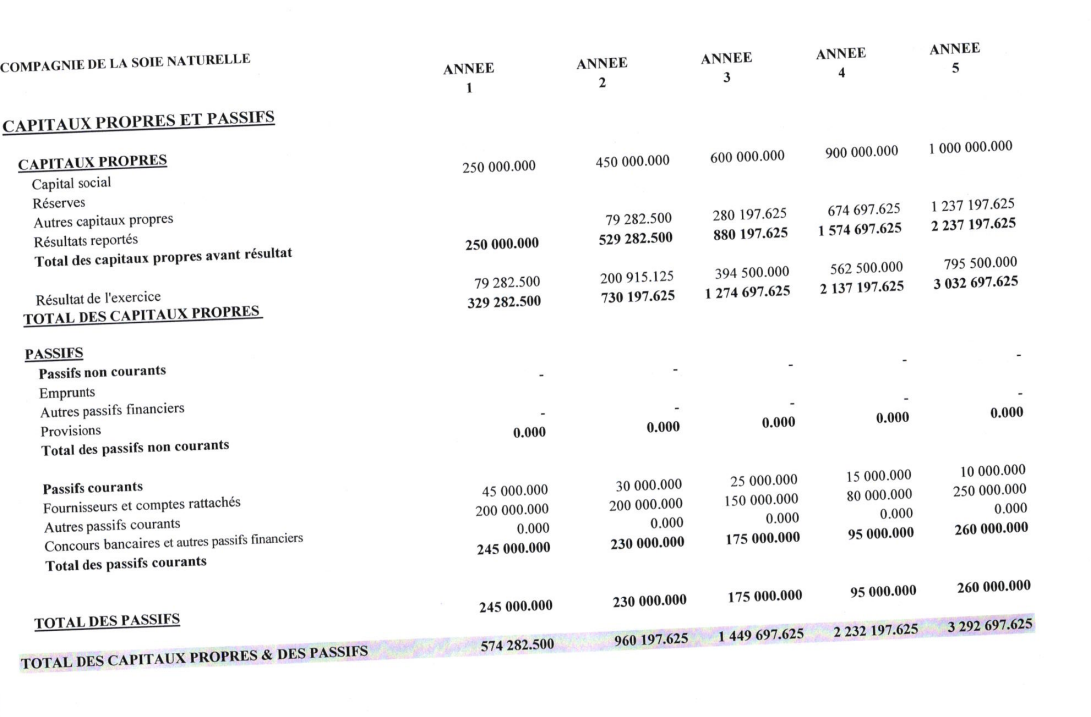 COMPAGNIE DE LA SOIE NATURELLE ANNEE 1 ANNEE 2 ANNEE 3 ANNEE 4 ANNEE 5
CAPITAUX PROPRES ET PASSIFS
CAPITAUX PROPRES
Capital social 250 000.000 450 000.000 600 000.000 900 000.000 1 000 000.000
Réserves
Autres capitaux propres
Résultats reportés 79 282.500 280 197.625 674 697.625 1 237 197.625
Total des capitaux propres avant résultat 250 000.000 529 282.500 880 197.625 1 574 697.625 2 237 197.625
Résultat de l'exercice 79 282.500 200 915.125 394 500.000 562 500.000 795 500.000
TOTAL DES CAPITAUX PROPRES 329 282.500 730 197.625 1 274 697.625 2 137 197.625 3 032 697.625
PASSIFS
Passifs non courants
Emprunts - - - - -
Autres passifs financiers
Provisions - - - - -
Total des passifs non courants 0.000 0.000 0.000 0.000 0.000
Passifs courants
Fournisseurs et comptes rattachés 45 000.000 30 000.000 25 000.000 15 000.000 10 000.000
Autres passifs courants 200 000.000 200 000.000 150 000.000 80 000.000 250 000.000
Concours bancaires et autres passifs financiers 0.000 0.000 0.000 0.000 0.000
Total des passifs courants 245 000.000 230 000.000 175 000.000 95 000.000 260 000.000
TOTAL DES PASSIFS 245 000.000 230 000.000 175 000.000 95 000.000 260 000.000
TOTAL DES CAPITAUX PROPRES & DES PASSIFS 574 282.500 960 197.625 1 449 697.625 2 232 197.625 3 292 697.625